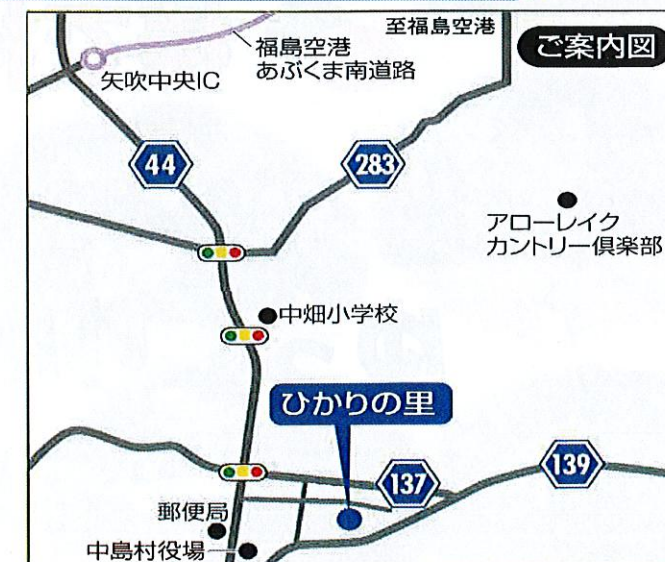 至福島空港
ご案内図
福島空港
あぶくま南道路
矢吹中央IC
44
283
アローレイク
カントリー倶楽部
中畑小学校
ひかりの里
137
139
郵便局
中島村役場